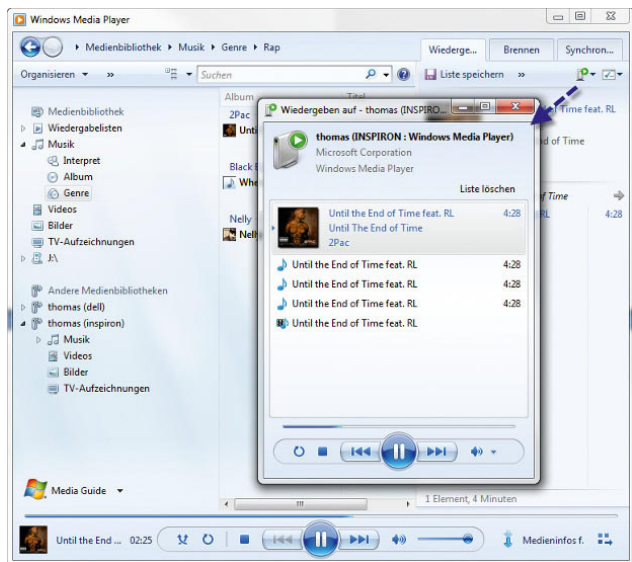 Windows Media Player
Medienbibliothek ▸ Musik ▸ Genre ▸ Rap
Wiederge...
Brennen
Synchron...
Organisieren
»
Suchen
Liste speichern
»
Album
Titel
Medienbibliothek
Wiedergabelisten
Musik
Interpret
Album
Genre
Videos
Bilder
TV-Aufzeichnungen
Andere Medienbibliotheken
thomas (dell)
thomas (inspiron)
Musik
Videos
Bilder
TV-Aufzeichnungen
2Pac
Unti
Black E
Whe
Nelly
Nell
Time feat. RL
d of Time
f Time
RL
4:28
Wiedergeben auf - thomas (INSPIRO...
thomas (INSPIRON : Windows Media Player)
Microsoft Corporation
Windows Media Player
Liste löschen
Until the End of Time feat. RL 4:28
Until The End of Time
2Pac
Until the End of Time feat. RL 4:28
Until the End of Time feat. RL 4:28
Until the End of Time feat. RL 4:28
Until the End of Time feat. RL
Media Guide
1 Element, 4 Minuten
Until the End ... 02:25
Medieninfos f.